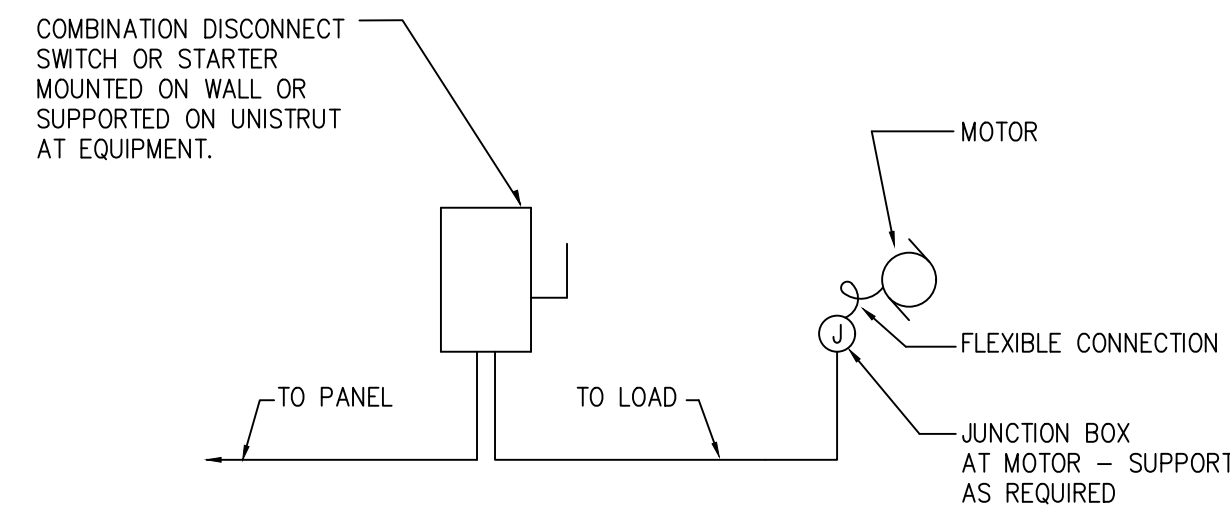 COMBINATION DISCONNECT
SWITCH OR STARTER
MOUNTED ON WALL OR
SUPPORTED ON UNISTRUT
AT EQUIPMENT.
MOTOR
J
FLEXIBLE CONNECTION
TO PANEL
TO LOAD
JUNCTION BOX
AT MOTOR – SUPPORT
AS REQUIRED